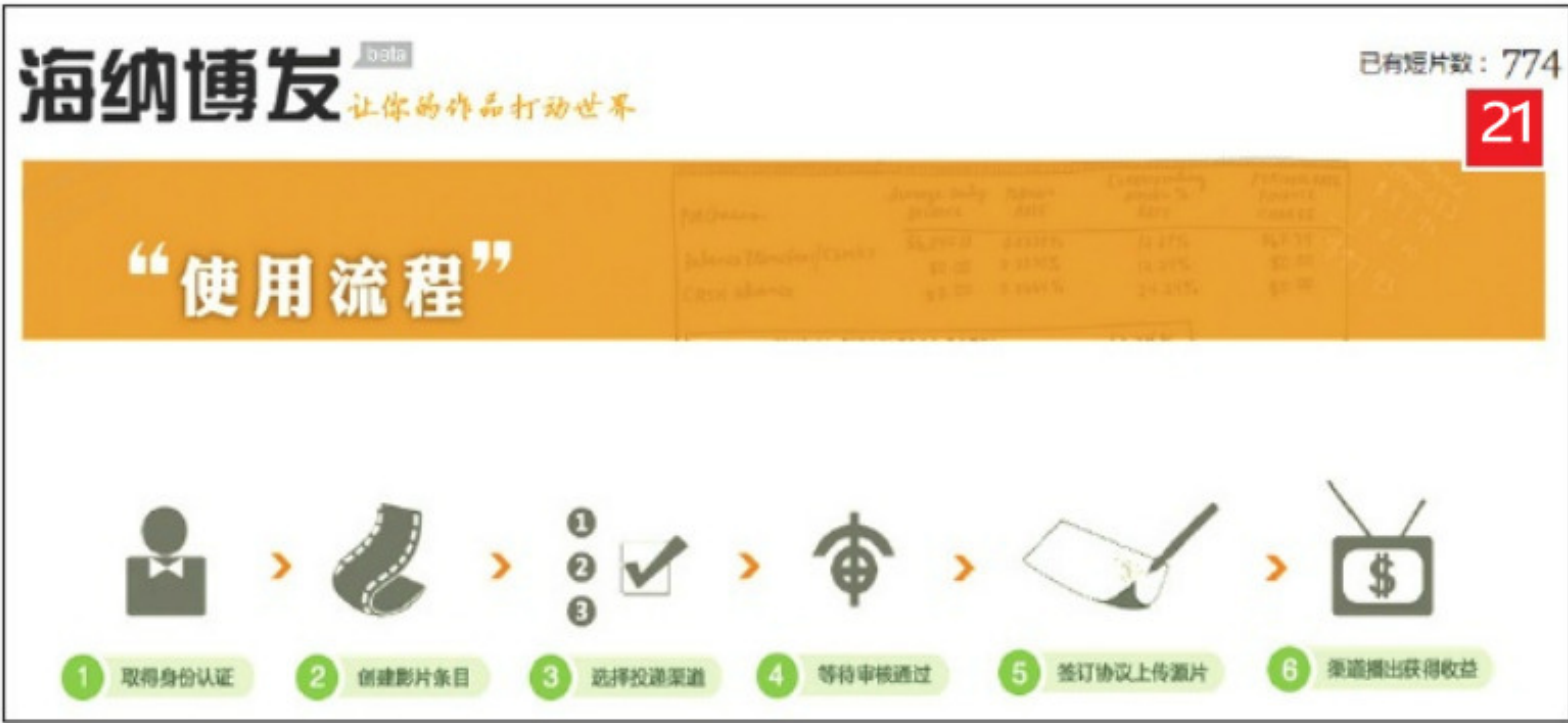 海纳博发 beta
让你的作品打动世界
已有短片数：774
21
“使用流程”
1 2 3
$
1 取得身份认证
2 创建影片条目
3 选择投递渠道
4 等待审核通过
5 签订协议上传源片
6 渠道播出获得收益